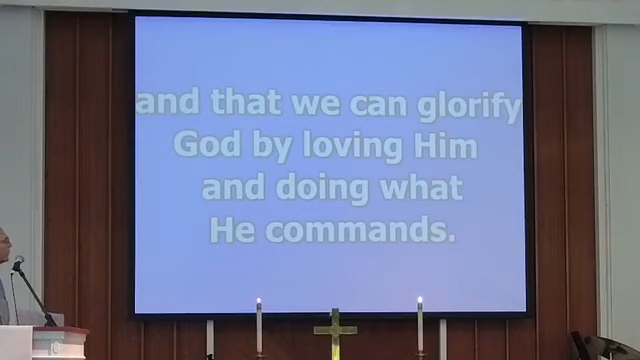 and that we can glorify
God by loving Him
and doing what
He commands.